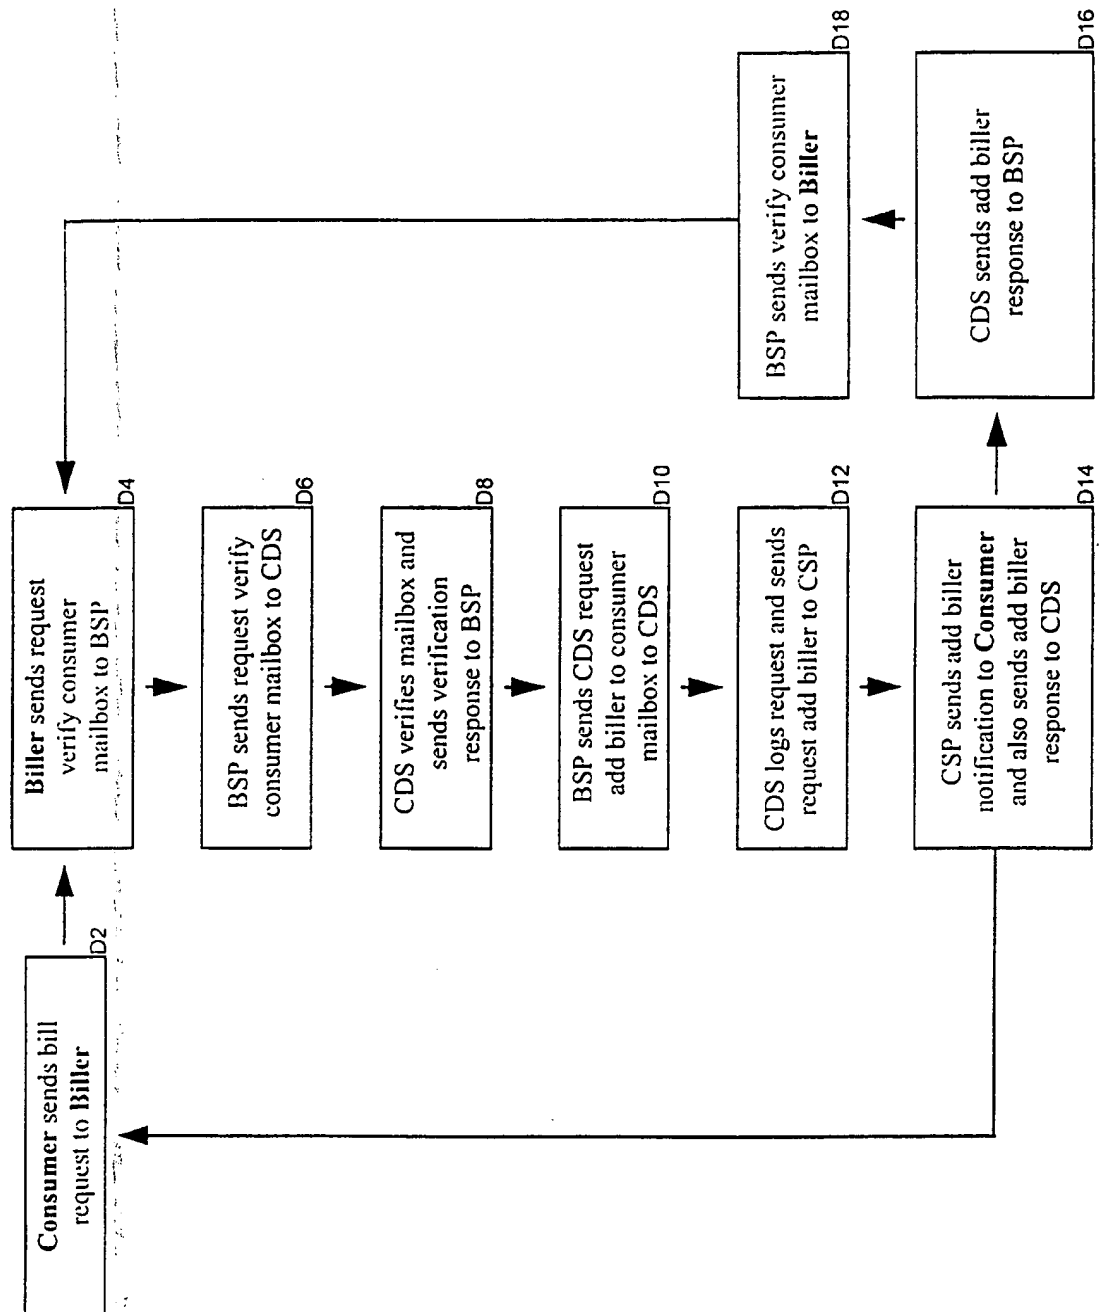 Consumer sends bill
request to Biller
D2
Biller sends request
verify consumer
mailbox to BSP
D4
BSP sends request verify
consumer mailbox to CDS
D6
CDS verifies mailbox and
sends verification
response to BSP
D8
BSP sends CDS request
add biller to consumer
mailbox to CDS
D10
CDS logs request and sends
request add biller to CSP
D12
CSP sends add biller
notification to Consumer
and also sends add biller
response to CDS
D14
CDS sends add biller
response to BSP
D16
BSP sends verify consumer
mailbox to Biller
D18